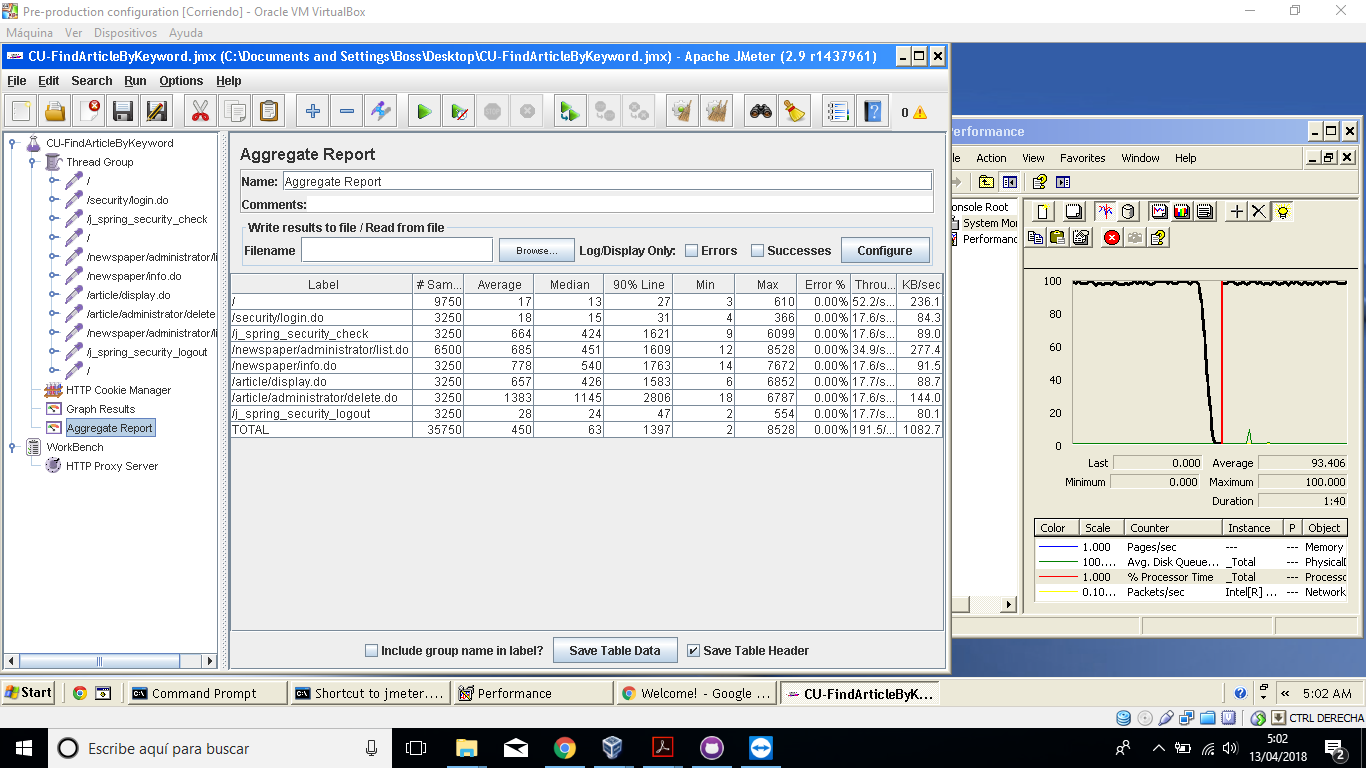 Pre-production configuration [Corriendo] - Oracle VM VirtualBox
Máquina Ver Dispositivos Ayuda
CU-FindArticleByKeyword.jmx (C:\Documents and Settings\Boss\Desktop\CU-FindArticleByKeyword.jmx) - Apache JMeter (2.9 r1437961)
File Edit Search Run Options Help
0
CU-FindArticleByKeyword
Thread Group
/
/security/login.do
/j_spring_security_check
/
/newspaper/administrator/li
/newspaper/info.do
/article/display.do
/article/administrator/delete
/newspaper/administrator/li
/j_spring_security_logout
/
HTTP Cookie Manager
Graph Results
Aggregate Report
WorkBench
HTTP Proxy Server
Aggregate Report
Name: Aggregate Report
Comments:
Write results to file / Read from file
Filename Browse... Log/Display Only: Errors Successes Configure
Label # Sam... Average Median 90% Line Min Max Error % Throu... KB/sec
/ 9750 17 13 27 3 610 0.00% 52.2/s... 236.1
/security/login.do 3250 18 15 31 4 366 0.00% 17.6/s... 84.3
/j_spring_security_check 3250 664 424 1621 9 6099 0.00% 17.6/s... 89.0
/newspaper/administrator/list.do 6500 685 451 1609 12 8528 0.00% 34.9/s... 277.4
/newspaper/info.do 3250 778 540 1763 14 7672 0.00% 17.6/s... 91.5
/article/display.do 3250 657 426 1583 6 6852 0.00% 17.7/s... 88.7
/article/administrator/delete.do 3250 1383 1145 2806 18 6787 0.00% 17.6/s... 144.0
/j_spring_security_logout 3250 28 24 47 2 554 0.00% 17.7/s... 80.1
TOTAL 35750 450 63 1397 2 8528 0.00% 191.5/... 1082.7
Include group name in label? Save Table Data Save Table Header
Performance
le Action View Favorites Window Help
onsole Root
System Mor
Performanc
100
80
60
40
20
0
Last 0.000 Average 93.406
Minimum 0.000 Maximum 100.000
Duration 1:40
Color Scale Counter Instance P Object
1.000 Pages/sec --- --- Memory
100.... Avg. Disk Queue... _Total --- Physical
1.000 % Processor Time _Total --- Process
0.10... Packets/sec Intel[R] ... --- Network
Start Command Prompt Shortcut to jmeter.... Performance Welcome! - Google ... CU-FindArticleByK... « 5:02 AM
CTRL DERECHA
Escribe aquí para buscar
5:02
13/04/2018
2